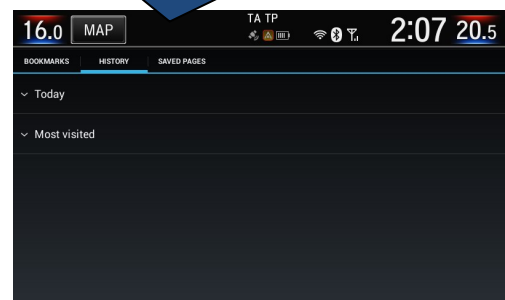 16.0 MAP TA TP 2:07 20.5
BOOKMARKS HISTORY SAVED PAGES
Today
Most visited